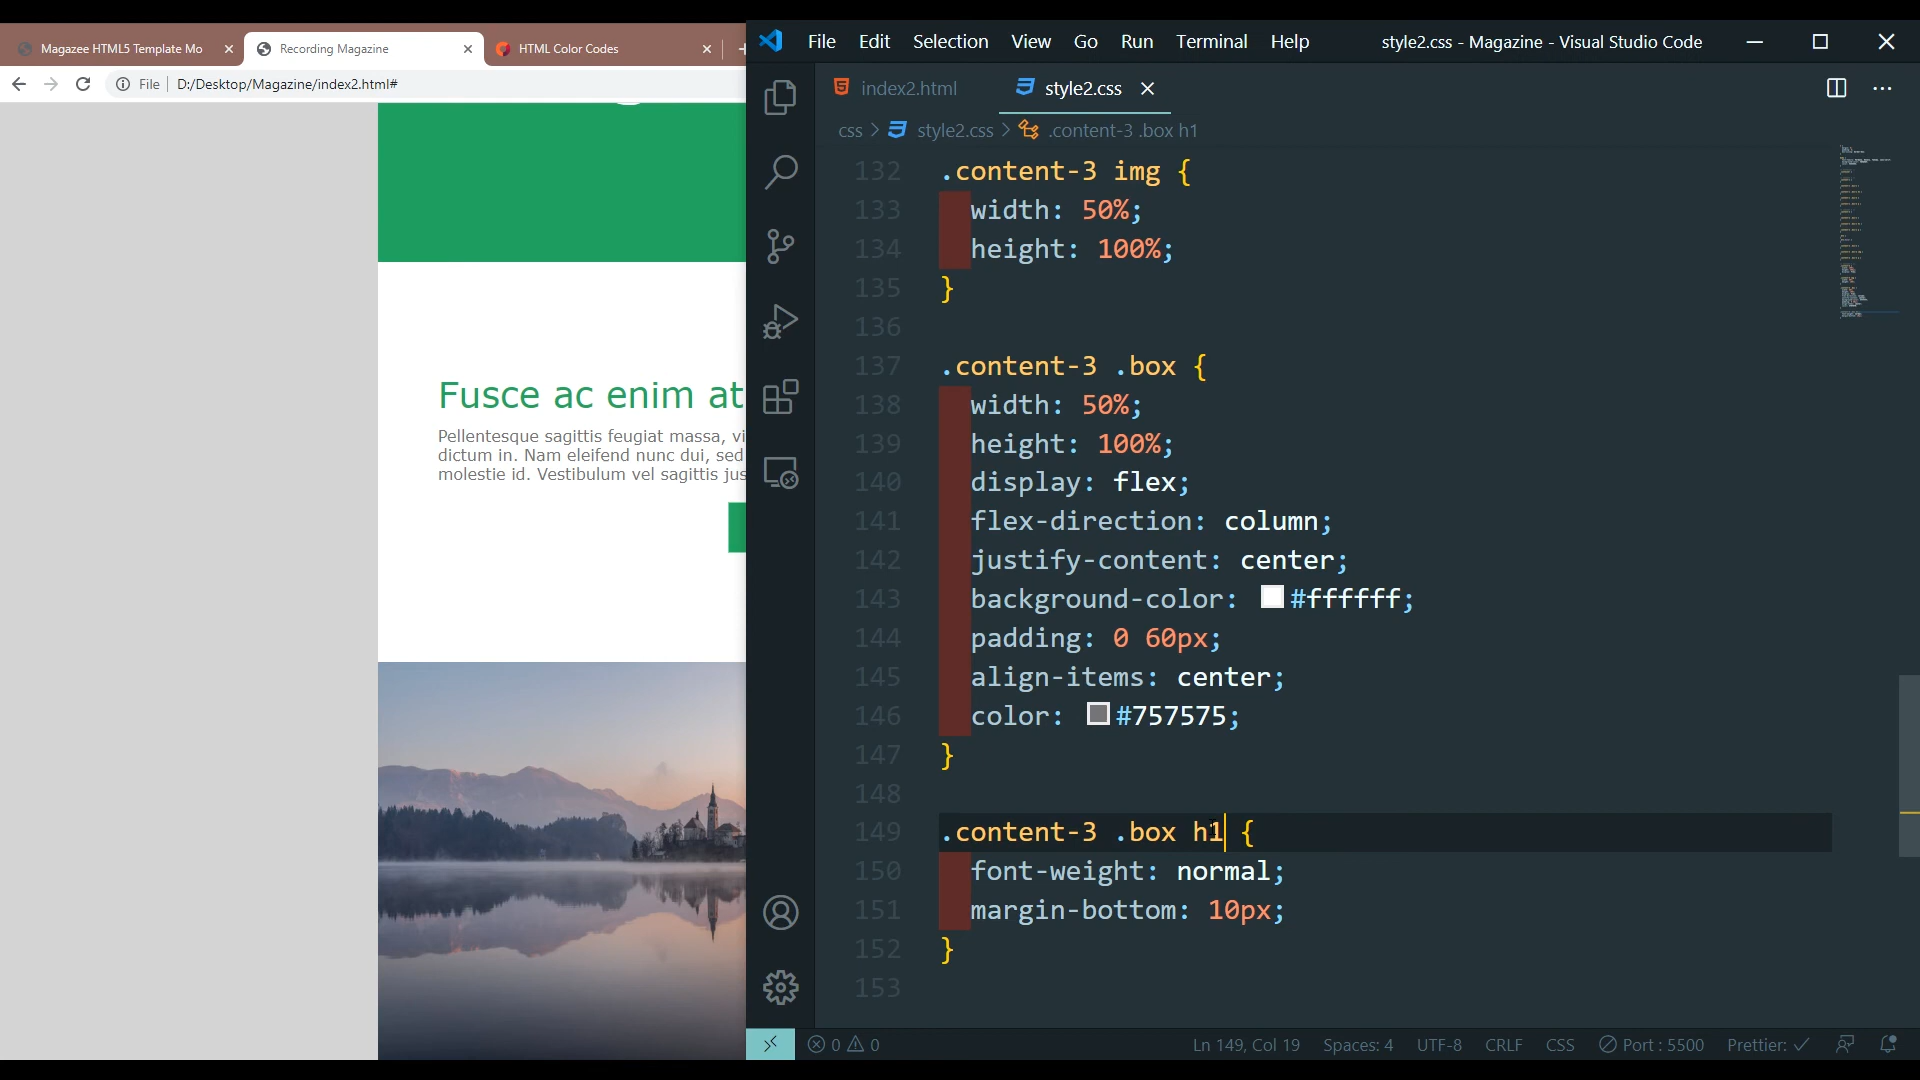 Magazee HTML5 Template Mo
Recording Magazine
HTML Color Codes
File
D:/Desktop/Magazine/index2.html#
Fusce ac enim at
Pellentesque sagittis feugiat massa, vi
dictum in. Nam eleifend nunc dui, sed
molestie id. Vestibulum vel sagittis jus
File Edit Selection View Go Run Terminal Help
style2.css - Magazine - Visual Studio Code
index2.html
style2.css
css > style2.css > .content-3 .box h1
132 .content-3 img {
133 width: 50%;
134 height: 100%;
135 }
136
137 .content-3 .box {
138 width: 50%;
139 height: 100%;
140 display: flex;
141 flex-direction: column;
142 justify-content: center;
143 background-color: #ffffff;
144 padding: 0 60px;
145 align-items: center;
146 color: #757575;
147 }
148
149 .content-3 .box h1 {
150 font-weight: normal;
151 margin-bottom: 10px;
152 }
153
0 0
Ln 149, Col 19
Spaces: 4
UTF-8
CRLF
CSS
Port : 5500
Prettier: ✓